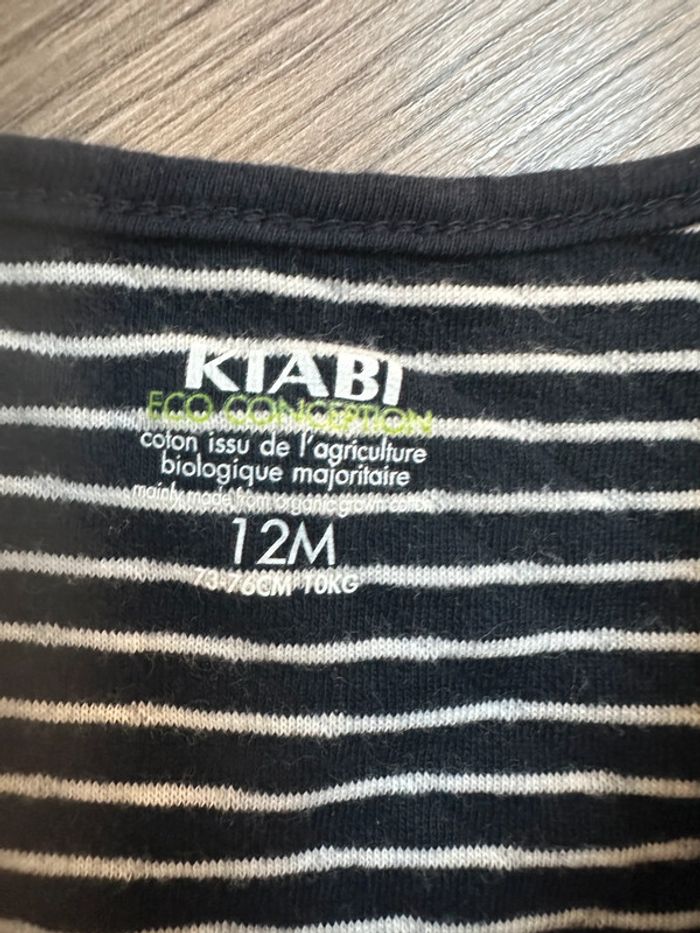 KIABI
ECO CONCEPTION
coton issu de l'agriculture
biologique majoritaire
mainly made from organic grown cotton
12M
73-76CM 10KG